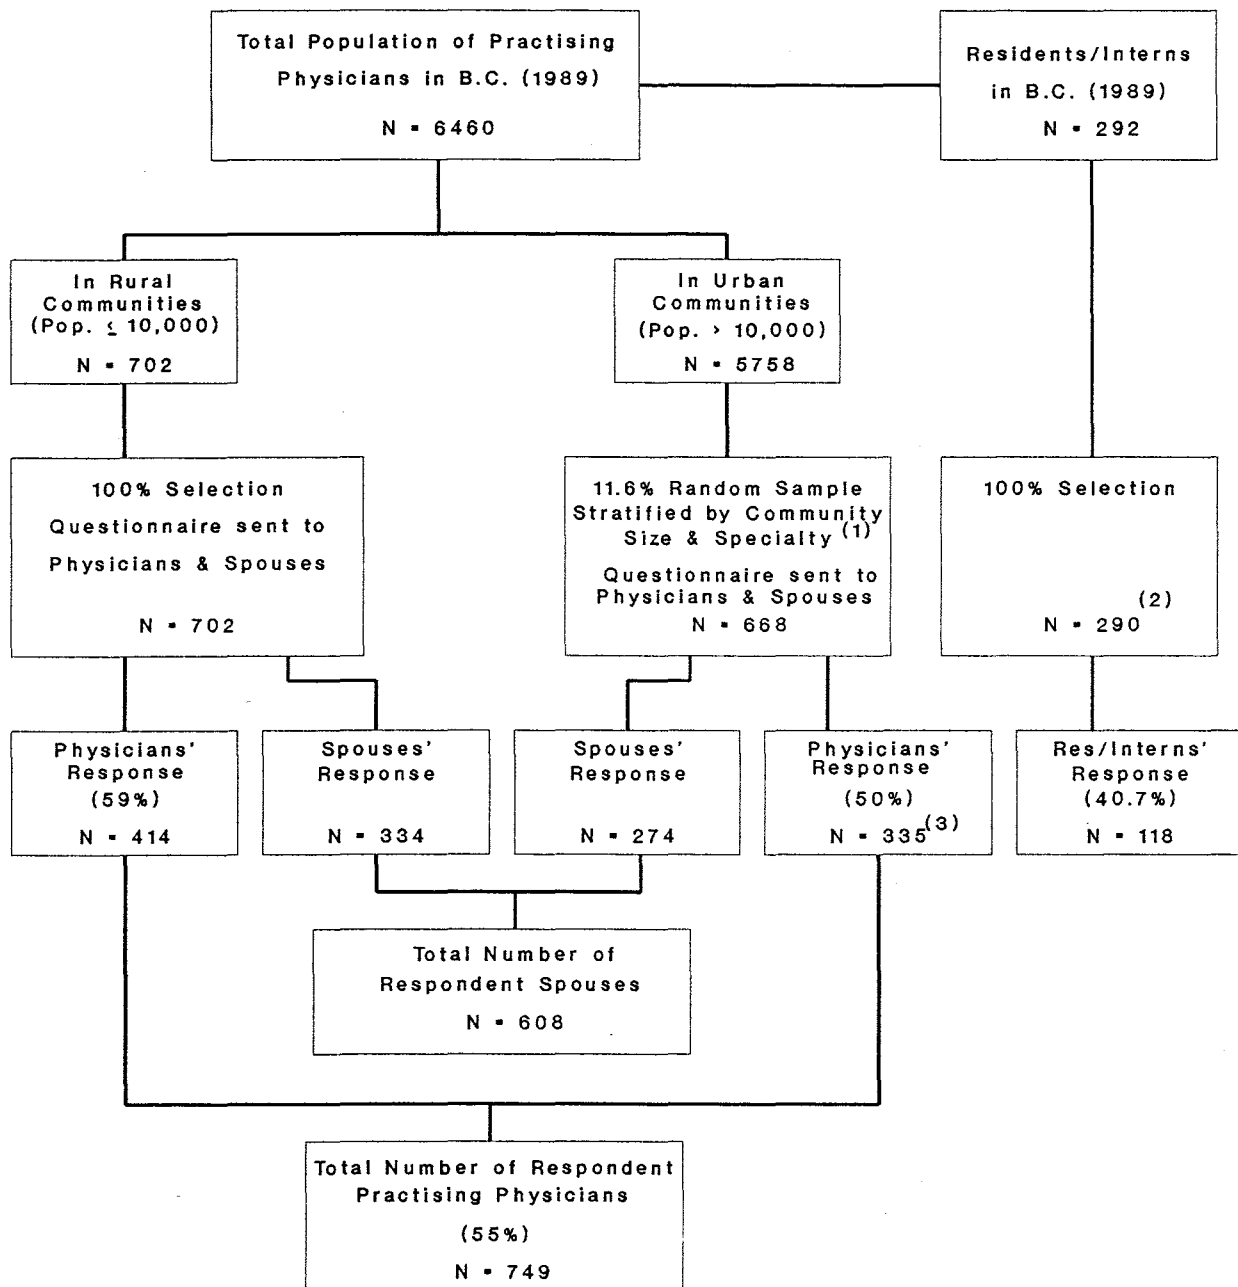 Total Population of Practising
Physicians in B.C. (1989)
N = 6460
Residents/Interns
in B.C. (1989)
N = 292
In Rural
Communities
(Pop. ≤ 10,000)
N = 702
In Urban
Communities
(Pop. > 10,000)
N = 5758
100% Selection
Questionnaire sent to
Physicians & Spouses
N = 702
11.6% Random Sample
Stratified by Community
Size & Specialty (1)
Questionnaire sent to
Physicians & Spouses
N = 668
100% Selection
(2)
N = 290
Physicians'
Response
(59%)
N = 414
Spouses'
Response
N = 334
Spouses'
Response
N = 274
Physicians'
Response
(50%)
N = 335 (3)
Res/Interns'
Response
(40.7%)
N = 118
Total Number of
Respondent Spouses
N = 608
Total Number of Respondent
Practising Physicians
(55%)
N = 749